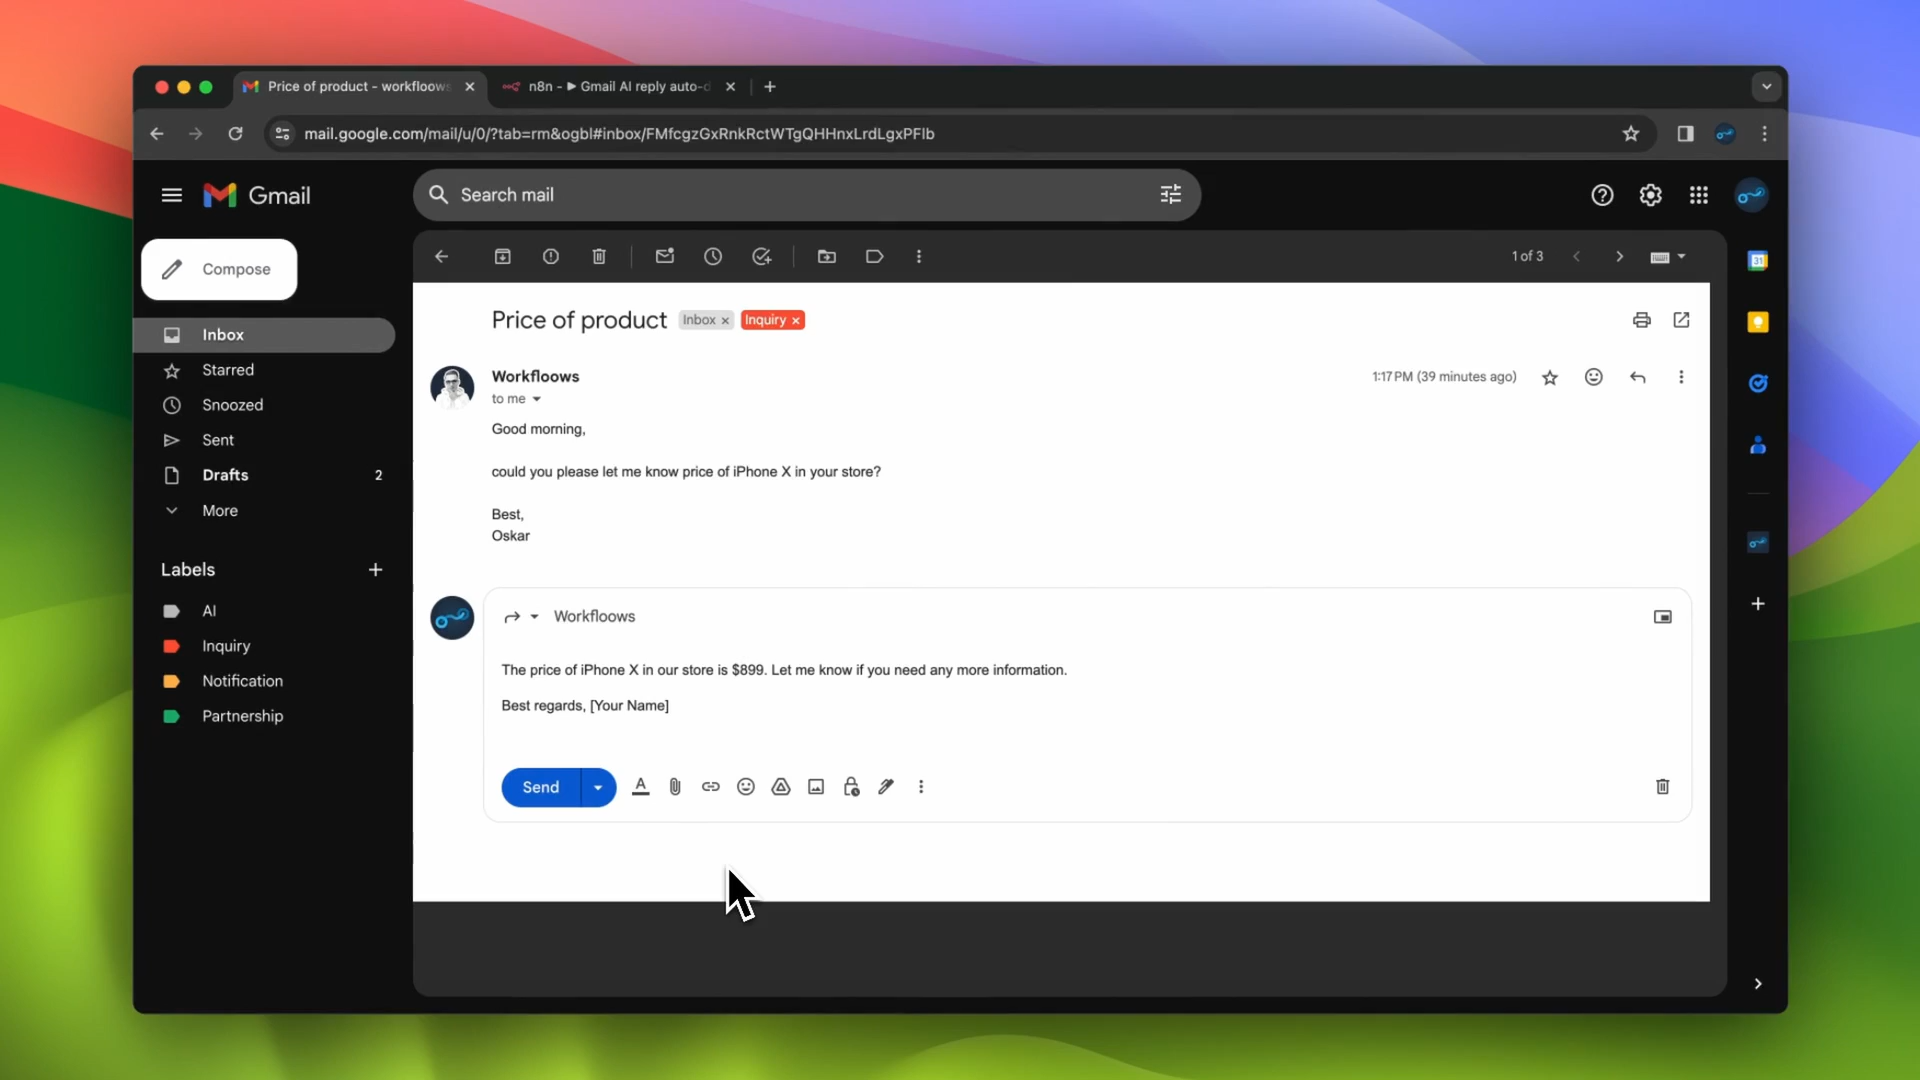 Price of product - workfloows
n8n - ▶ Gmail AI reply auto-
mail.google.com/mail/u/0/?tab=rm&ogbl#inbox/FMfcgzGxRnkRctWTgQHHnxLrdLgxPFlb
Gmail
Search mail
Compose
1 of 3
31
Inbox
Starred
Snoozed
Sent
Drafts 2
More
Labels
AI
Inquiry
Notification
Partnership
Price of product Inbox × Inquiry ×
Workfloows
1:17 PM (39 minutes ago)
to me
Good morning,
could you please let me know price of iPhone X in your store?
Best,
Oskar
Workfloows
The price of iPhone X in our store is $899. Let me know if you need any more information.
Best regards, [Your Name]
Send